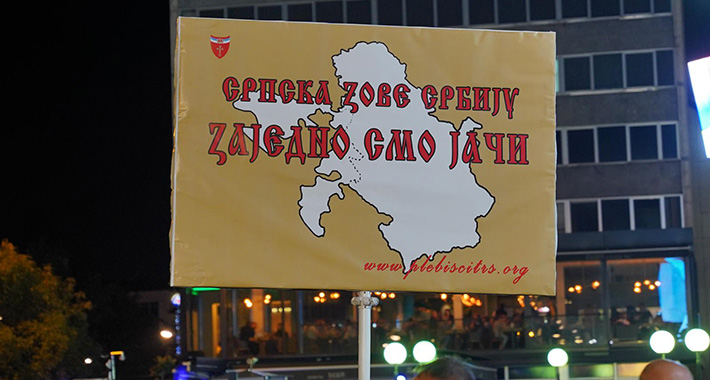 СРПСКА ЗОВЕ СРБИЈУ
ЗАЈЕДНО СМО ЈАЧИ
www.plebiscitrs.org